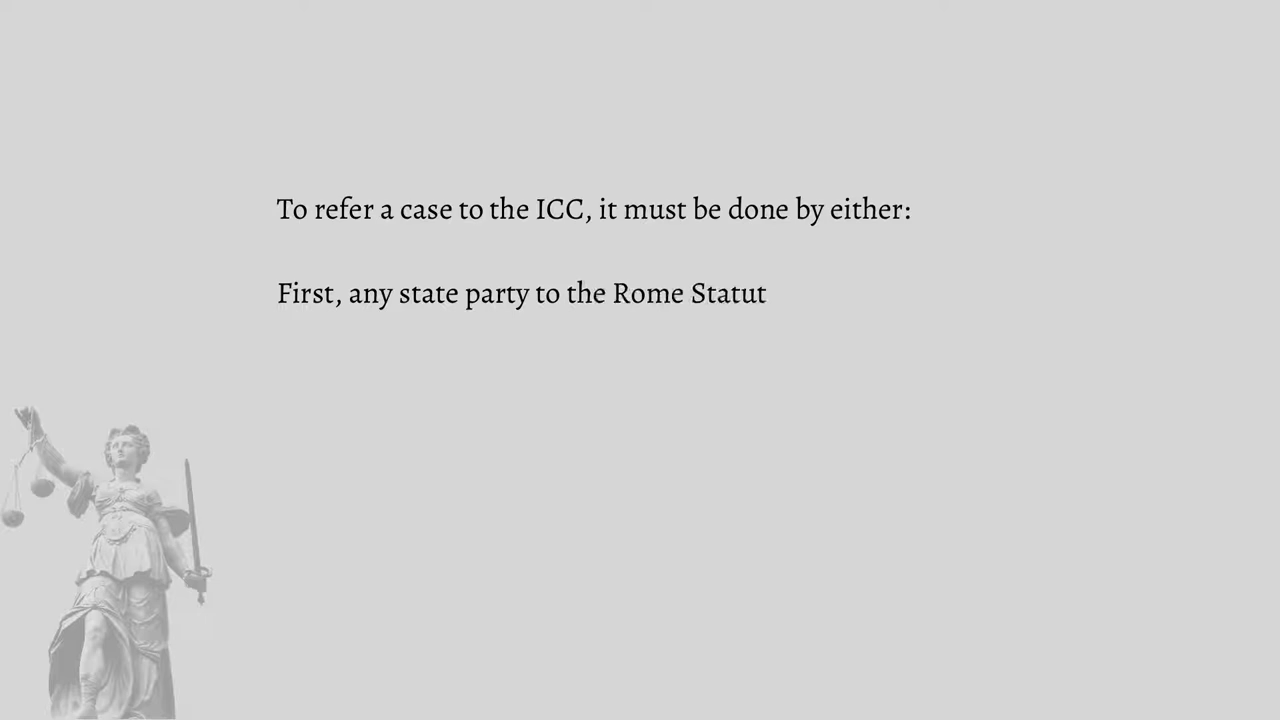 To refer a case to the ICC, it must be done by either:
First, any state party to the Rome Statut